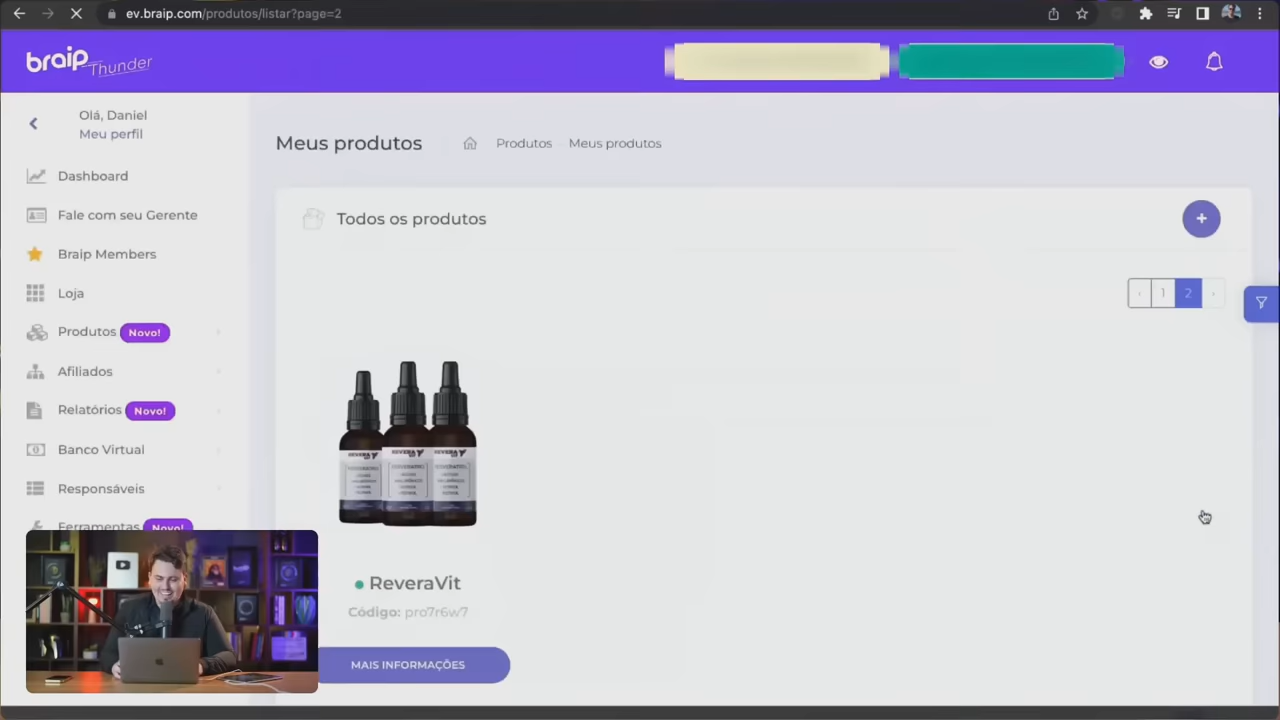 ev.braip.com/produtos/listar?page=2
braip Thunder
Olá, Daniel
Meu perfil
Dashboard
Fale com seu Gerente
Braip Members
Loja
Produtos Novo!
Afiliados
Relatórios Novo!
Banco Virtual
Responsáveis
Ferramentas Novo!
Meus produtos Produtos Meus produtos
Todos os produtos
+
‹ 1 2 ›
ReveraVit
Código: pro7r6w7
MAIS INFORMAÇÕES